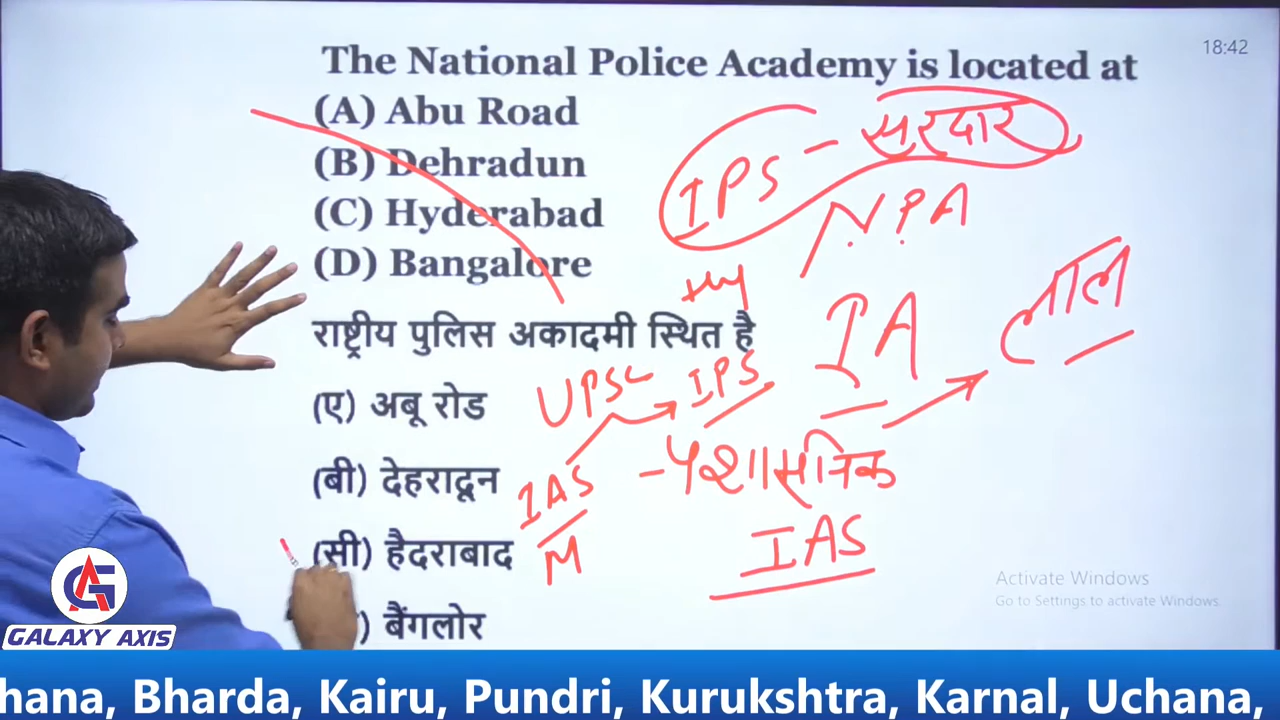 18:42
The National Police Academy is located at
(A) Abu Road
(B) Dehradun
(C) Hyderabad
(D) Bangalore
IPS - सरदार
N.P.A
Hy
राष्ट्रीय पुलिस अकादमी स्थित है
IA
लाल
(ए) अबू रोड
UPSC IPS
(बी) देहरादून
IAS - प्रशासनिक
(सी) हैदराबाद
M
IAS
) बैंगलोर
Activate Windows
Go to Settings to activate Windows.
GALAXY AXIS
hana, Bharda, Kairu, Pundri, Kurukshtra, Karnal, Uchana,